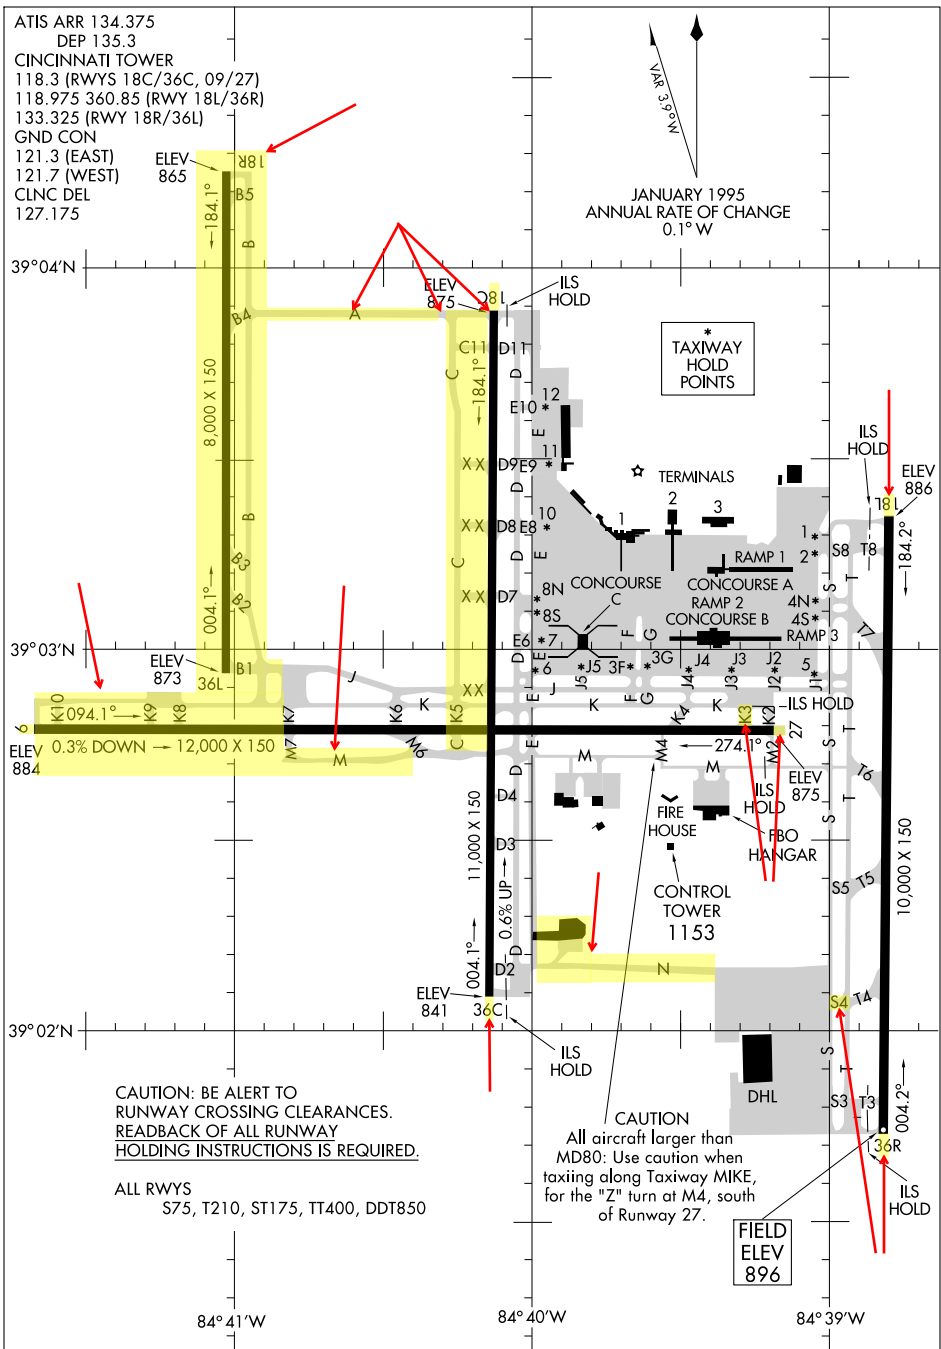 ATIS ARR 134.375
DEP 135.3
CINCINNATI TOWER
118.3 (RWYS 18C/36C, 09/27)
118.975 360.85 (RWY 18L/36R)
133.325 (RWY 18R/36L)
GND CON
121.3 (EAST)
121.7 (WEST)
CLNC DEL
127.175
VAR 3.9°W
JANUARY 1995
ANNUAL RATE OF CHANGE
0.1° W
ELEV
865
18R
B5
184.1°
B
39°04'N
ELEV
875
18C
ILS
HOLD
B4
A
C11
D11
C
D
184.1°
*
TAXIWAY
HOLD
POINTS
8,000 X 150
E10 *
12
E
X X
D9
E9
*
11
D
TERMINALS
ILS
HOLD
ELEV
886
18L
B
X X
D8
E8
*
10
D
E
1
2
3
1
*
2
*
S8
T8
184.2°
C
RAMP 1
CONCOURSE
CONCOURSE A
C
B3
B2
004.1°
X X
D7
8N
*
8S
*
RAMP 2
CONCOURSE B
RAMP 3
4N
*
4S
*
S
T
T7
39°03'N
ELEV
873
36L
B1
D
E6
*
7
F
G
E
*
6
J5
*
J5
3F
*
*
3G
J4
*
J4
J3
*
J3
J2
*
J2
5
*
J1
J
XX
K10
094.1°
K9
K8
K7
K6
K
K5
E
J
F
G
K
K4
K
K3
K2
ILS HOLD
9
27
0.3% DOWN
12,000 X 150
ELEV
884
M7
M
M6
C
E
M
M4
274.1°
M
M2
ELEV
875
ILS
HOLD
S
T
T6
D
D4
FIRE
HOUSE
FBO
HANGAR
11,000 X 150
D3
0.6% UP
CONTROL
TOWER
1153
S5
T5
10,000 X 150
004.1°
D
D2
N
ELEV
841
36C
S4
T4
39°02'N
ILS
HOLD
S
T
DHL
S3
T3
004.2°
36R
ILS
HOLD
CAUTION: BE ALERT TO
RUNWAY CROSSING CLEARANCES.
READBACK OF ALL RUNWAY
HOLDING INSTRUCTIONS IS REQUIRED.
CAUTION
All aircraft larger than
MD80: Use caution when
taxiing along Taxiway MIKE,
for the "Z" turn at M4, south
of Runway 27.
ALL RWYS
S75, T210, ST175, TT400, DDT850
FIELD
ELEV
896
84°41'W
84°40'W
84°39'W